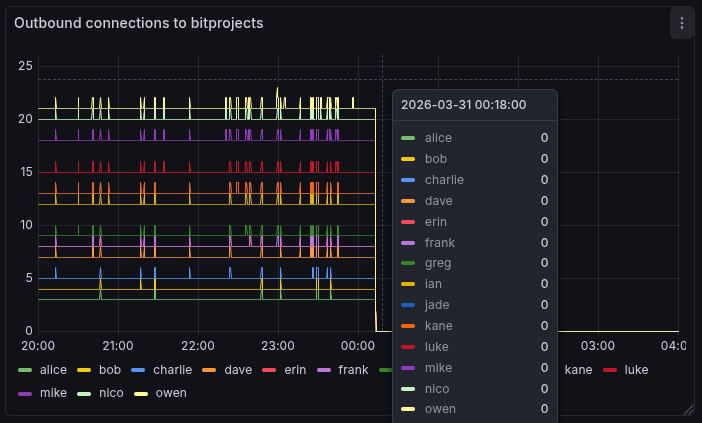 Outbound connections to bitprojects
25
20
15
10
5
0
20:00 21:00 22:00 23:00 00:00 03:00 04:0
2026-03-31 00:18:00
alice 0
bob 0
charlie 0
dave 0
erin 0
frank 0
greg 0
ian 0
jade 0
kane 0
luke 0
mike 0
nico 0
owen 0
alice bob charlie dave erin frank kane luke
mike nico owen